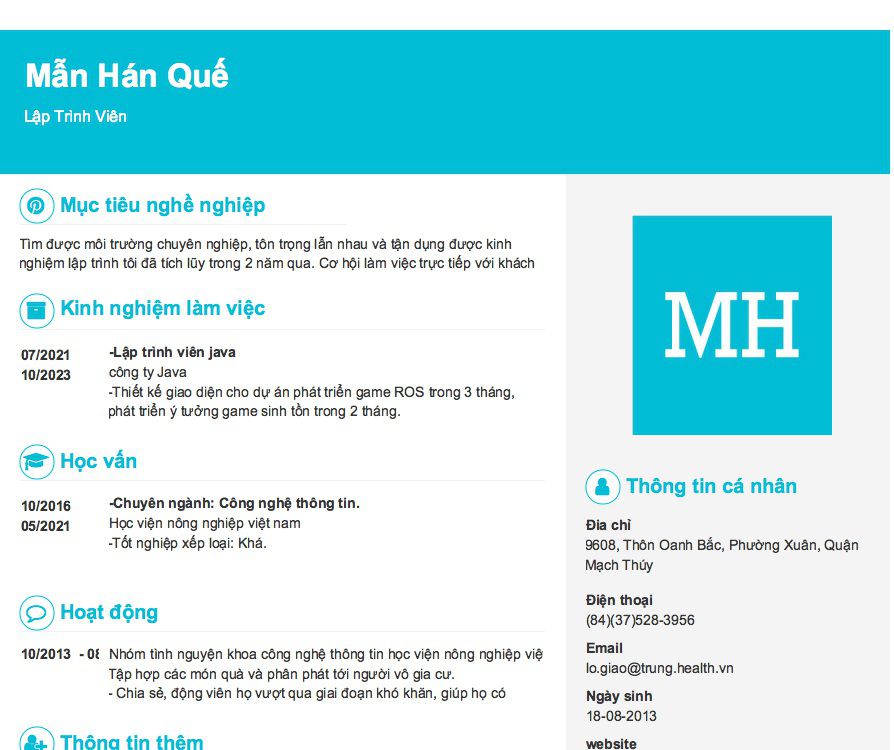 Mẫn Hán Quế
Lập Trình Viên
Mục tiêu nghề nghiệp
Tìm được môi trường chuyên nghiệp, tôn trọng lẫn nhau và tận dụng được kinh
nghiệm lập trình tôi đã tích lũy trong 2 năm qua. Cơ hội làm việc trực tiếp với khách
Kinh nghiệm làm việc
07/2021
10/2023
-Lập trình viên java
công ty Java
-Thiết kế giao diện cho dự án phát triển game ROS trong 3 tháng,
phát triển ý tưởng game sinh tồn trong 2 tháng.
Học vấn
10/2016
05/2021
-Chuyên ngành: Công nghệ thông tin.
Học viện nông nghiệp việt nam
-Tốt nghiệp xếp loại: Khá.
Hoạt động
10/2013 - 08
Nhóm tình nguyện khoa công nghệ thông tin học viện nông nghiệp việ
Tập hợp các món quà và phân phát tới người vô gia cư.
- Chia sẻ, động viên họ vượt qua giai đoạn khó khăn, giúp họ có
Thông tin thêm
MH
Thông tin cá nhân
Địa chỉ
9608, Thôn Oanh Bắc, Phường Xuân, Quận
Mạch Thúy
Điện thoại
(84)(37)528-3956
Email
lo.giao@trung.health.vn
Ngày sinh
18-08-2013
website